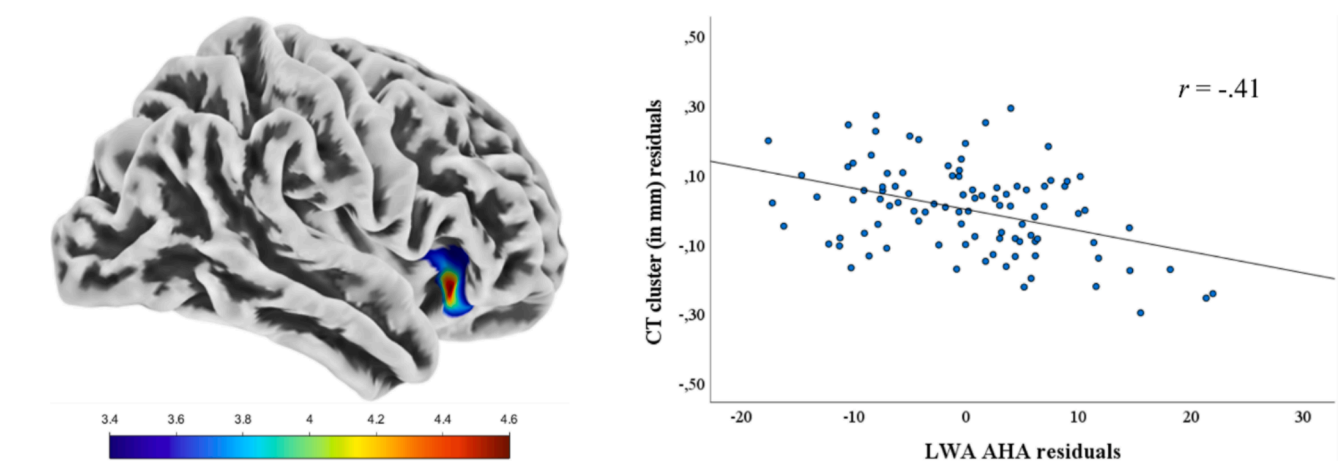 3.4 3.6 3.8 4 4.2 4.4 4.6
CT cluster (in mm) residuals
,50
,30
,10
-,10
-,30
-,50
r = -.41
-20 -10 0 10 20 30
LWA AHA residuals